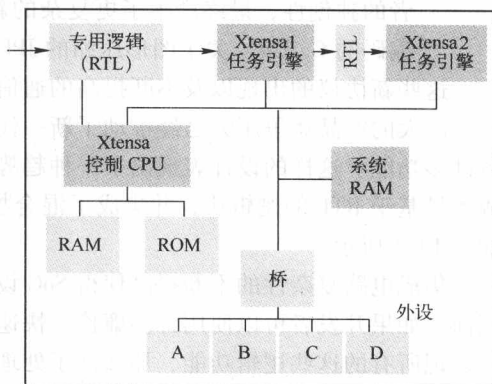 专用逻辑
(RTL)
Xtensa1
任务引擎
RTL
Xtensa2
任务引擎
Xtensa
控制 CPU
系统
RAM
RAM
ROM
桥
外设
A
B
C
D